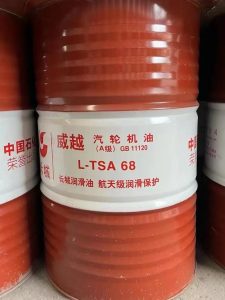 威越 汽轮机油
(A级) GB 11120
L-TSA 68
长城润滑油 航天级润滑保护
中国石
荣誉出